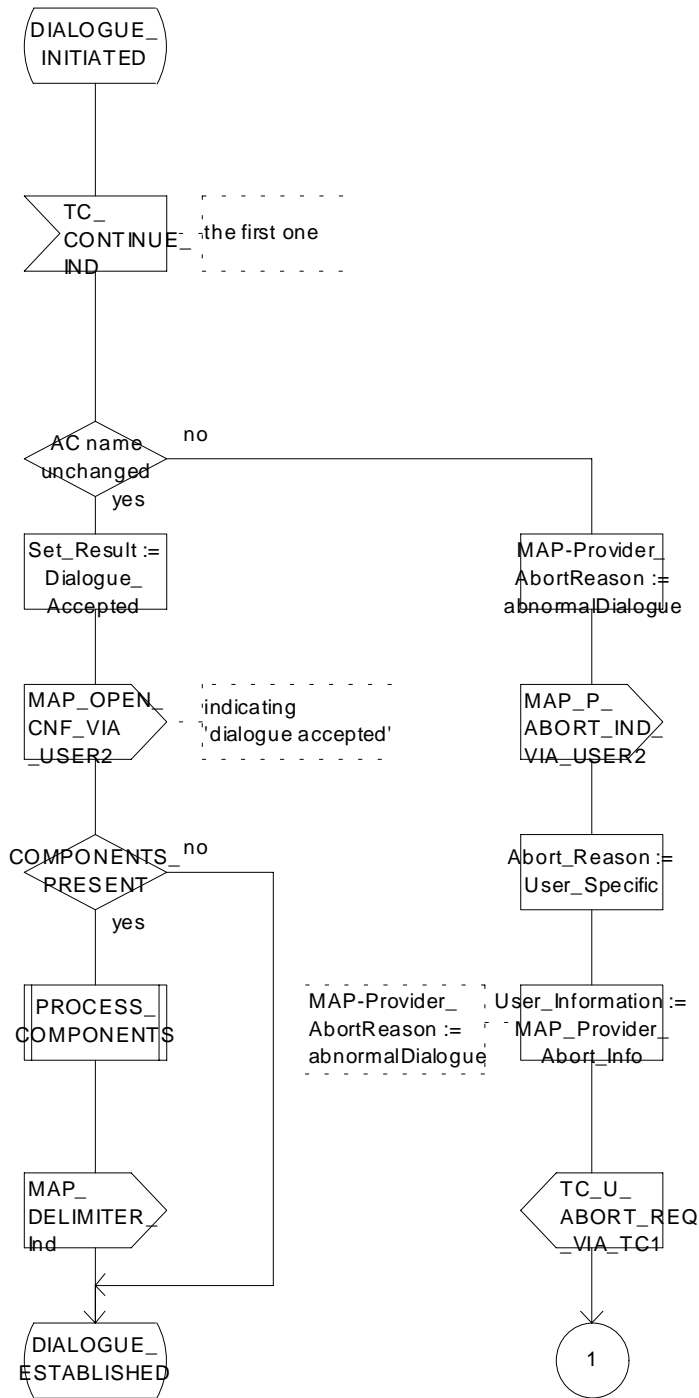 DIALOGUE_
INITIATED
TC_
CONTINUE_
IND
the first one
AC name
unchanged
no
yes
Set_Result :=
Dialogue_
Accepted
MAP-Provider_
AbortReason :=
abnormalDialogue
MAP_OPEN_
CNF_VIA
_USER2
indicating
'dialogue accepted'
MAP_P_
ABORT_IND_
VIA_USER2
COMPONENTS_
PRESENT
no
yes
Abort_Reason :=
User_Specific
PROCESS_
COMPONENTS
MAP-Provider_
AbortReason :=
abnormalDialogue
User_Information :=
MAP_Provider_
Abort_Info
MAP_
DELIMITER_
Ind
TC_U_
ABORT_REQ
_VIA_TC1
DIALOGUE_
ESTABLISHED
1